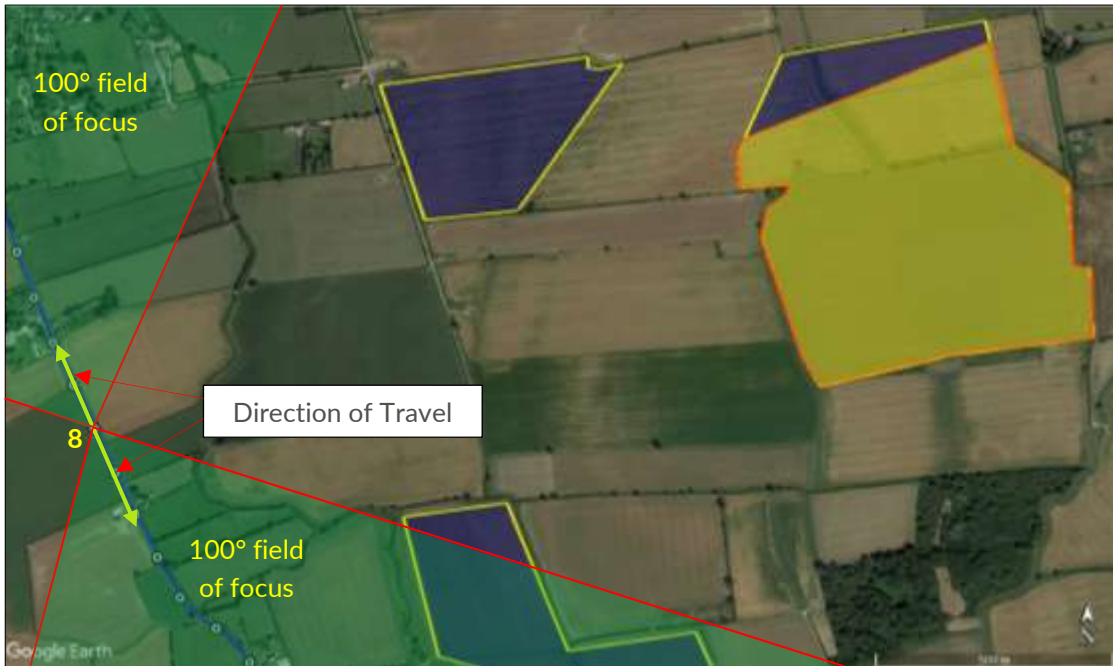 100° field
of focus
Direction of Travel
8
100° field
of focus
Google Earth